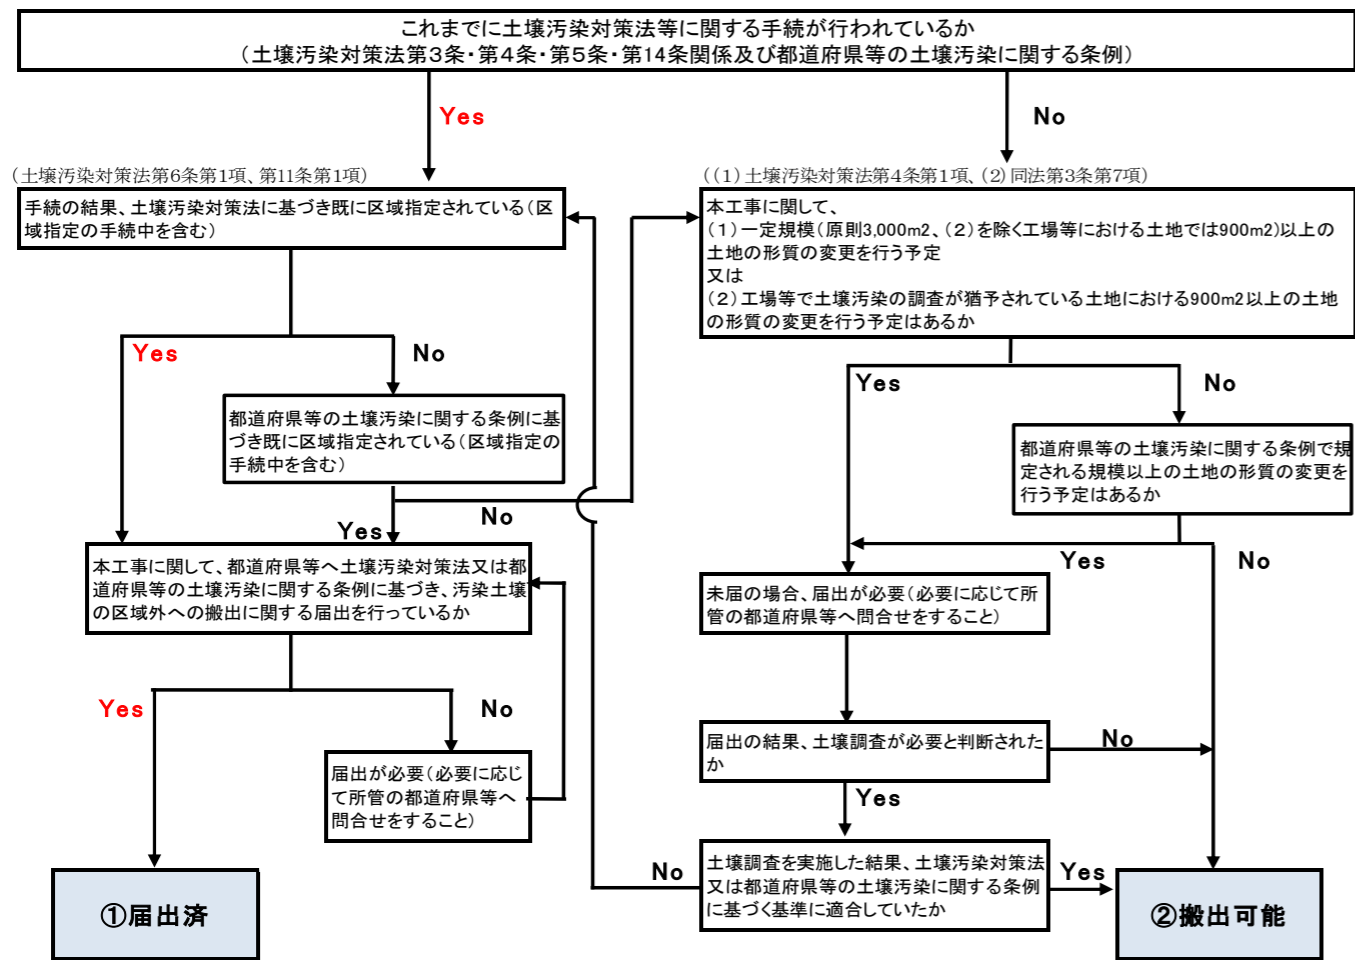 これまでに土壌汚染対策法等に関する手続が行われているか
（土壌汚染対策法第３条・第４条・第５条・第14条関係及び都道府県等の土壌汚染に関する条例）
Yes
No
（土壌汚染対策法第6条第1項、第11条第1項）
手続の結果、土壌汚染対策法に基づき既に区域指定されている（区
域指定の手続中を含む）
（（1）土壌汚染対策法第4条第1項、（2）同法第3条第7項）
本工事に関して、
（１）一定規模（原則3,000m2、（２）を除く工場等における土地では900m2）以上の
土地の形質の変更を行う予定
又は
（２）工場等で土壌汚染の調査が猶予されている土地における900m2以上の土地
の形質の変更を行う予定はあるか
Yes
No
Yes
No
都道府県等の土壌汚染に関する条例に基
づき既に区域指定されている（区域指定の
手続中を含む）
都道府県等の土壌汚染に関する条例で規
定される規模以上の土地の形質の変更を
行う予定はあるか
Yes
No
Yes
No
本工事に関して、都道府県等へ土壌汚染対策法又は都
道府県等の土壌汚染に関する条例に基づき、汚染土壌
の区域外への搬出に関する届出を行っているか
未届の場合、届出が必要（必要に応じて所
管の都道府県等へ問合せをすること）
Yes
No
届出の結果、土壌調査が必要と判断された
か
No
Yes
届出が必要（必要に応じ
て所管の都道府県等へ
問合せをすること）
No
土壌調査を実施した結果、土壌汚染対策法
又は都道府県等の土壌汚染に関する条例
に基づく基準に適合していたか
Yes
①届出済
②搬出可能